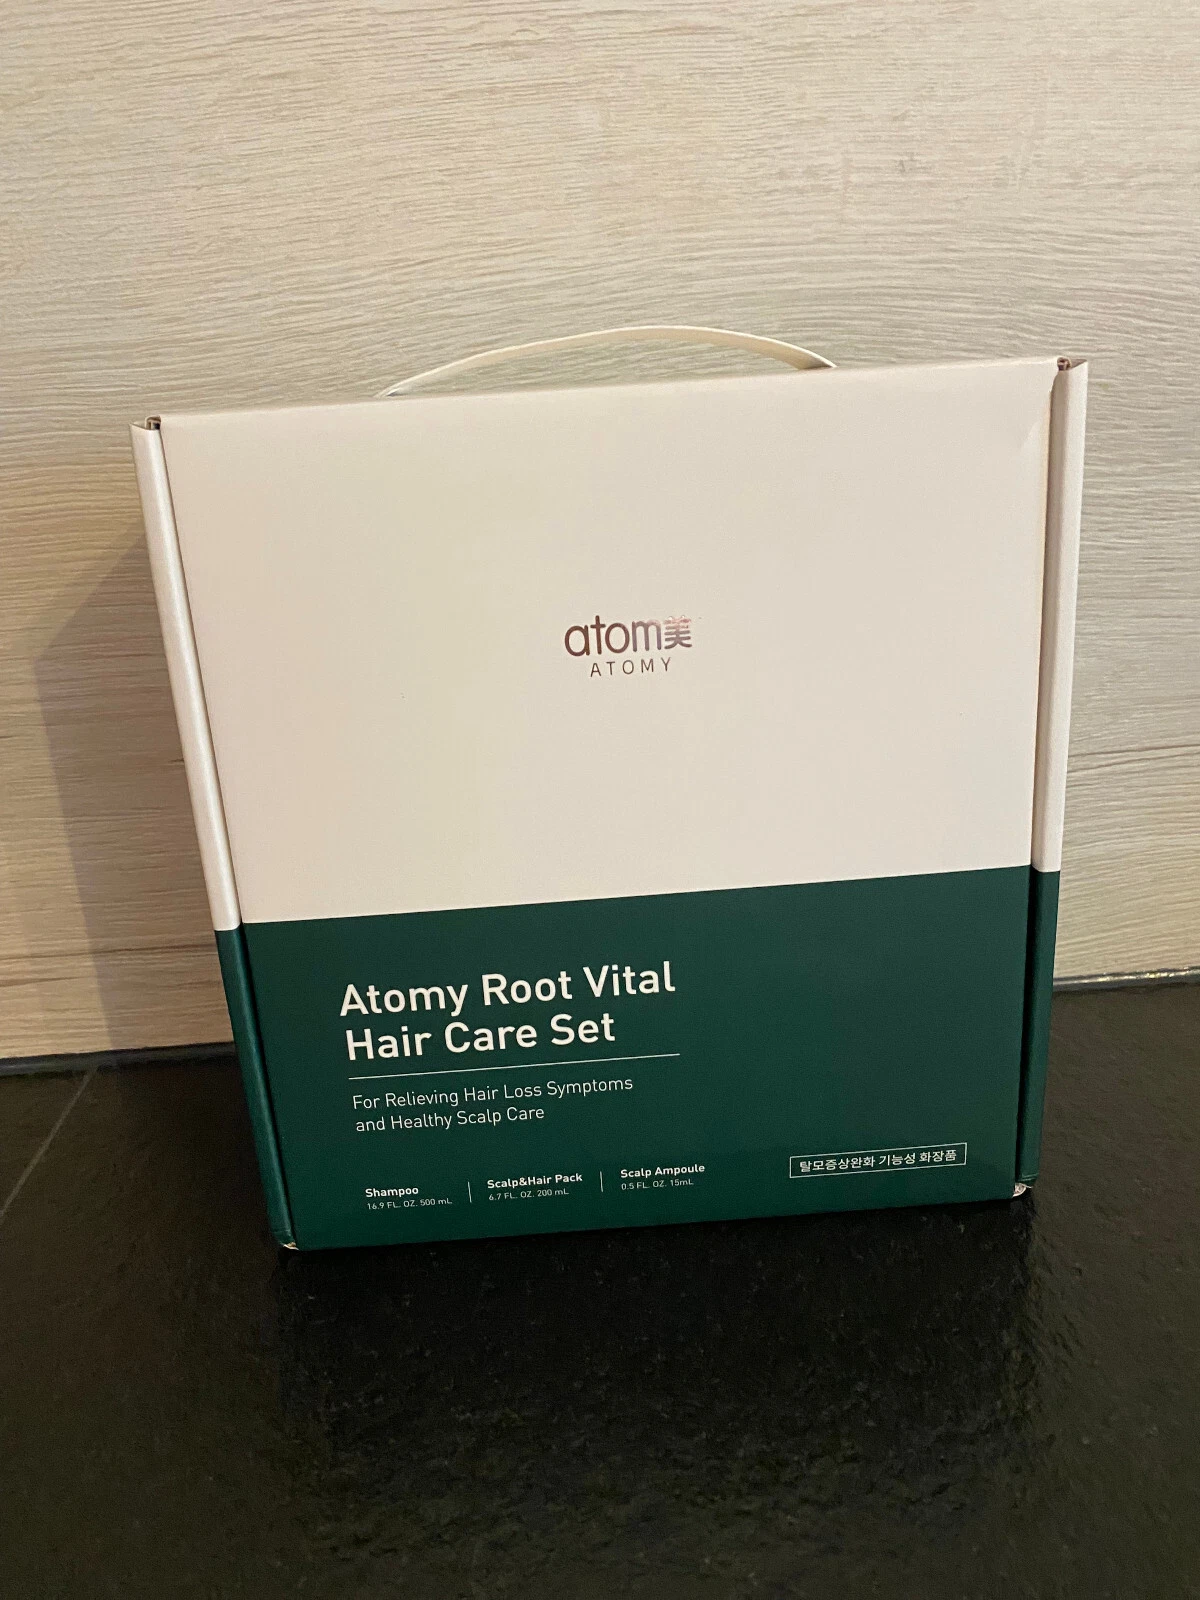 atom美
ATOMY
Atomy Root Vital
Hair Care Set
For Relieving Hair Loss Symptoms
and Healthy Scalp Care
Shampoo
16.9 FL. OZ. 500 mL
Scalp&Hair Pack
6.7 FL. OZ. 200 mL
Scalp Ampoule
0.5 FL. OZ. 15mL
탈모증상완화 기능성 화장품